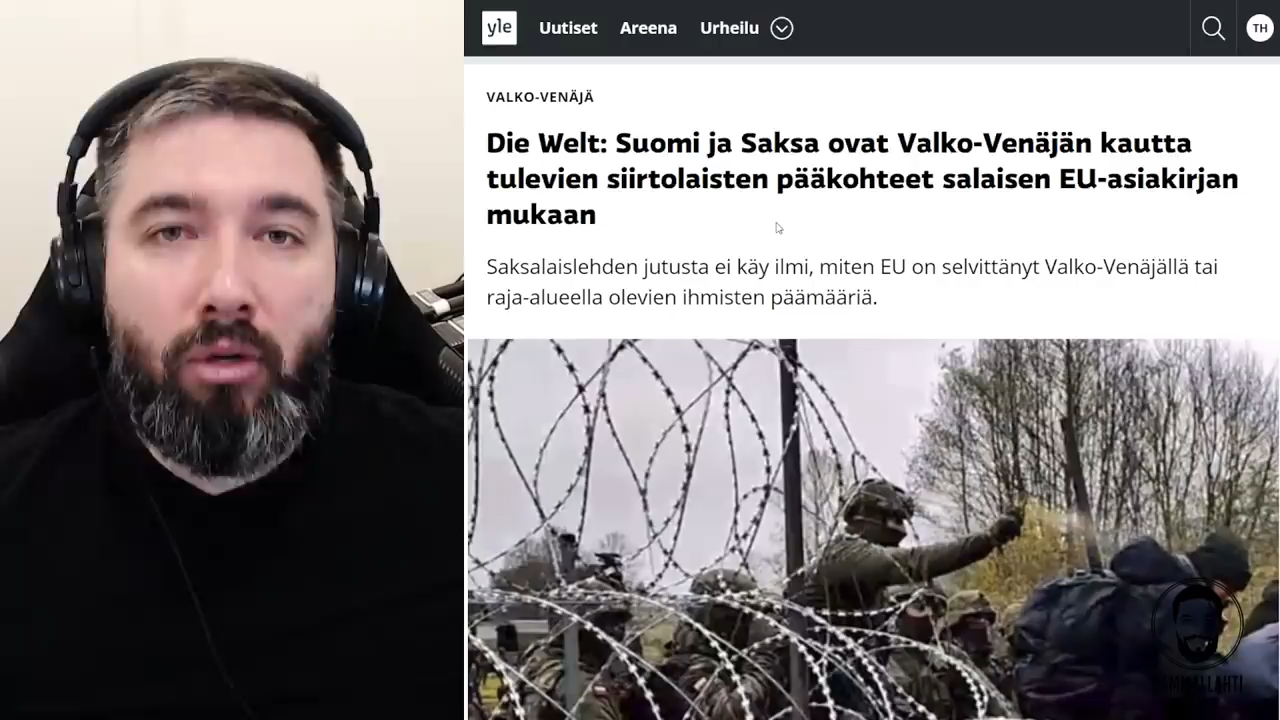 yle Uutiset Areena Urheilu TH
VALKO-VENÄJÄ
Die Welt: Suomi ja Saksa ovat Valko-Venäjän kautta
tulevien siirtolaisten pääkohteet salaisen EU-asiakirjan
mukaan
Saksalaislehden jutusta ei käy ilmi, miten EU on selvittänyt Valko-Venäjällä tai
raja-alueella olevien ihmisten päämääriä.